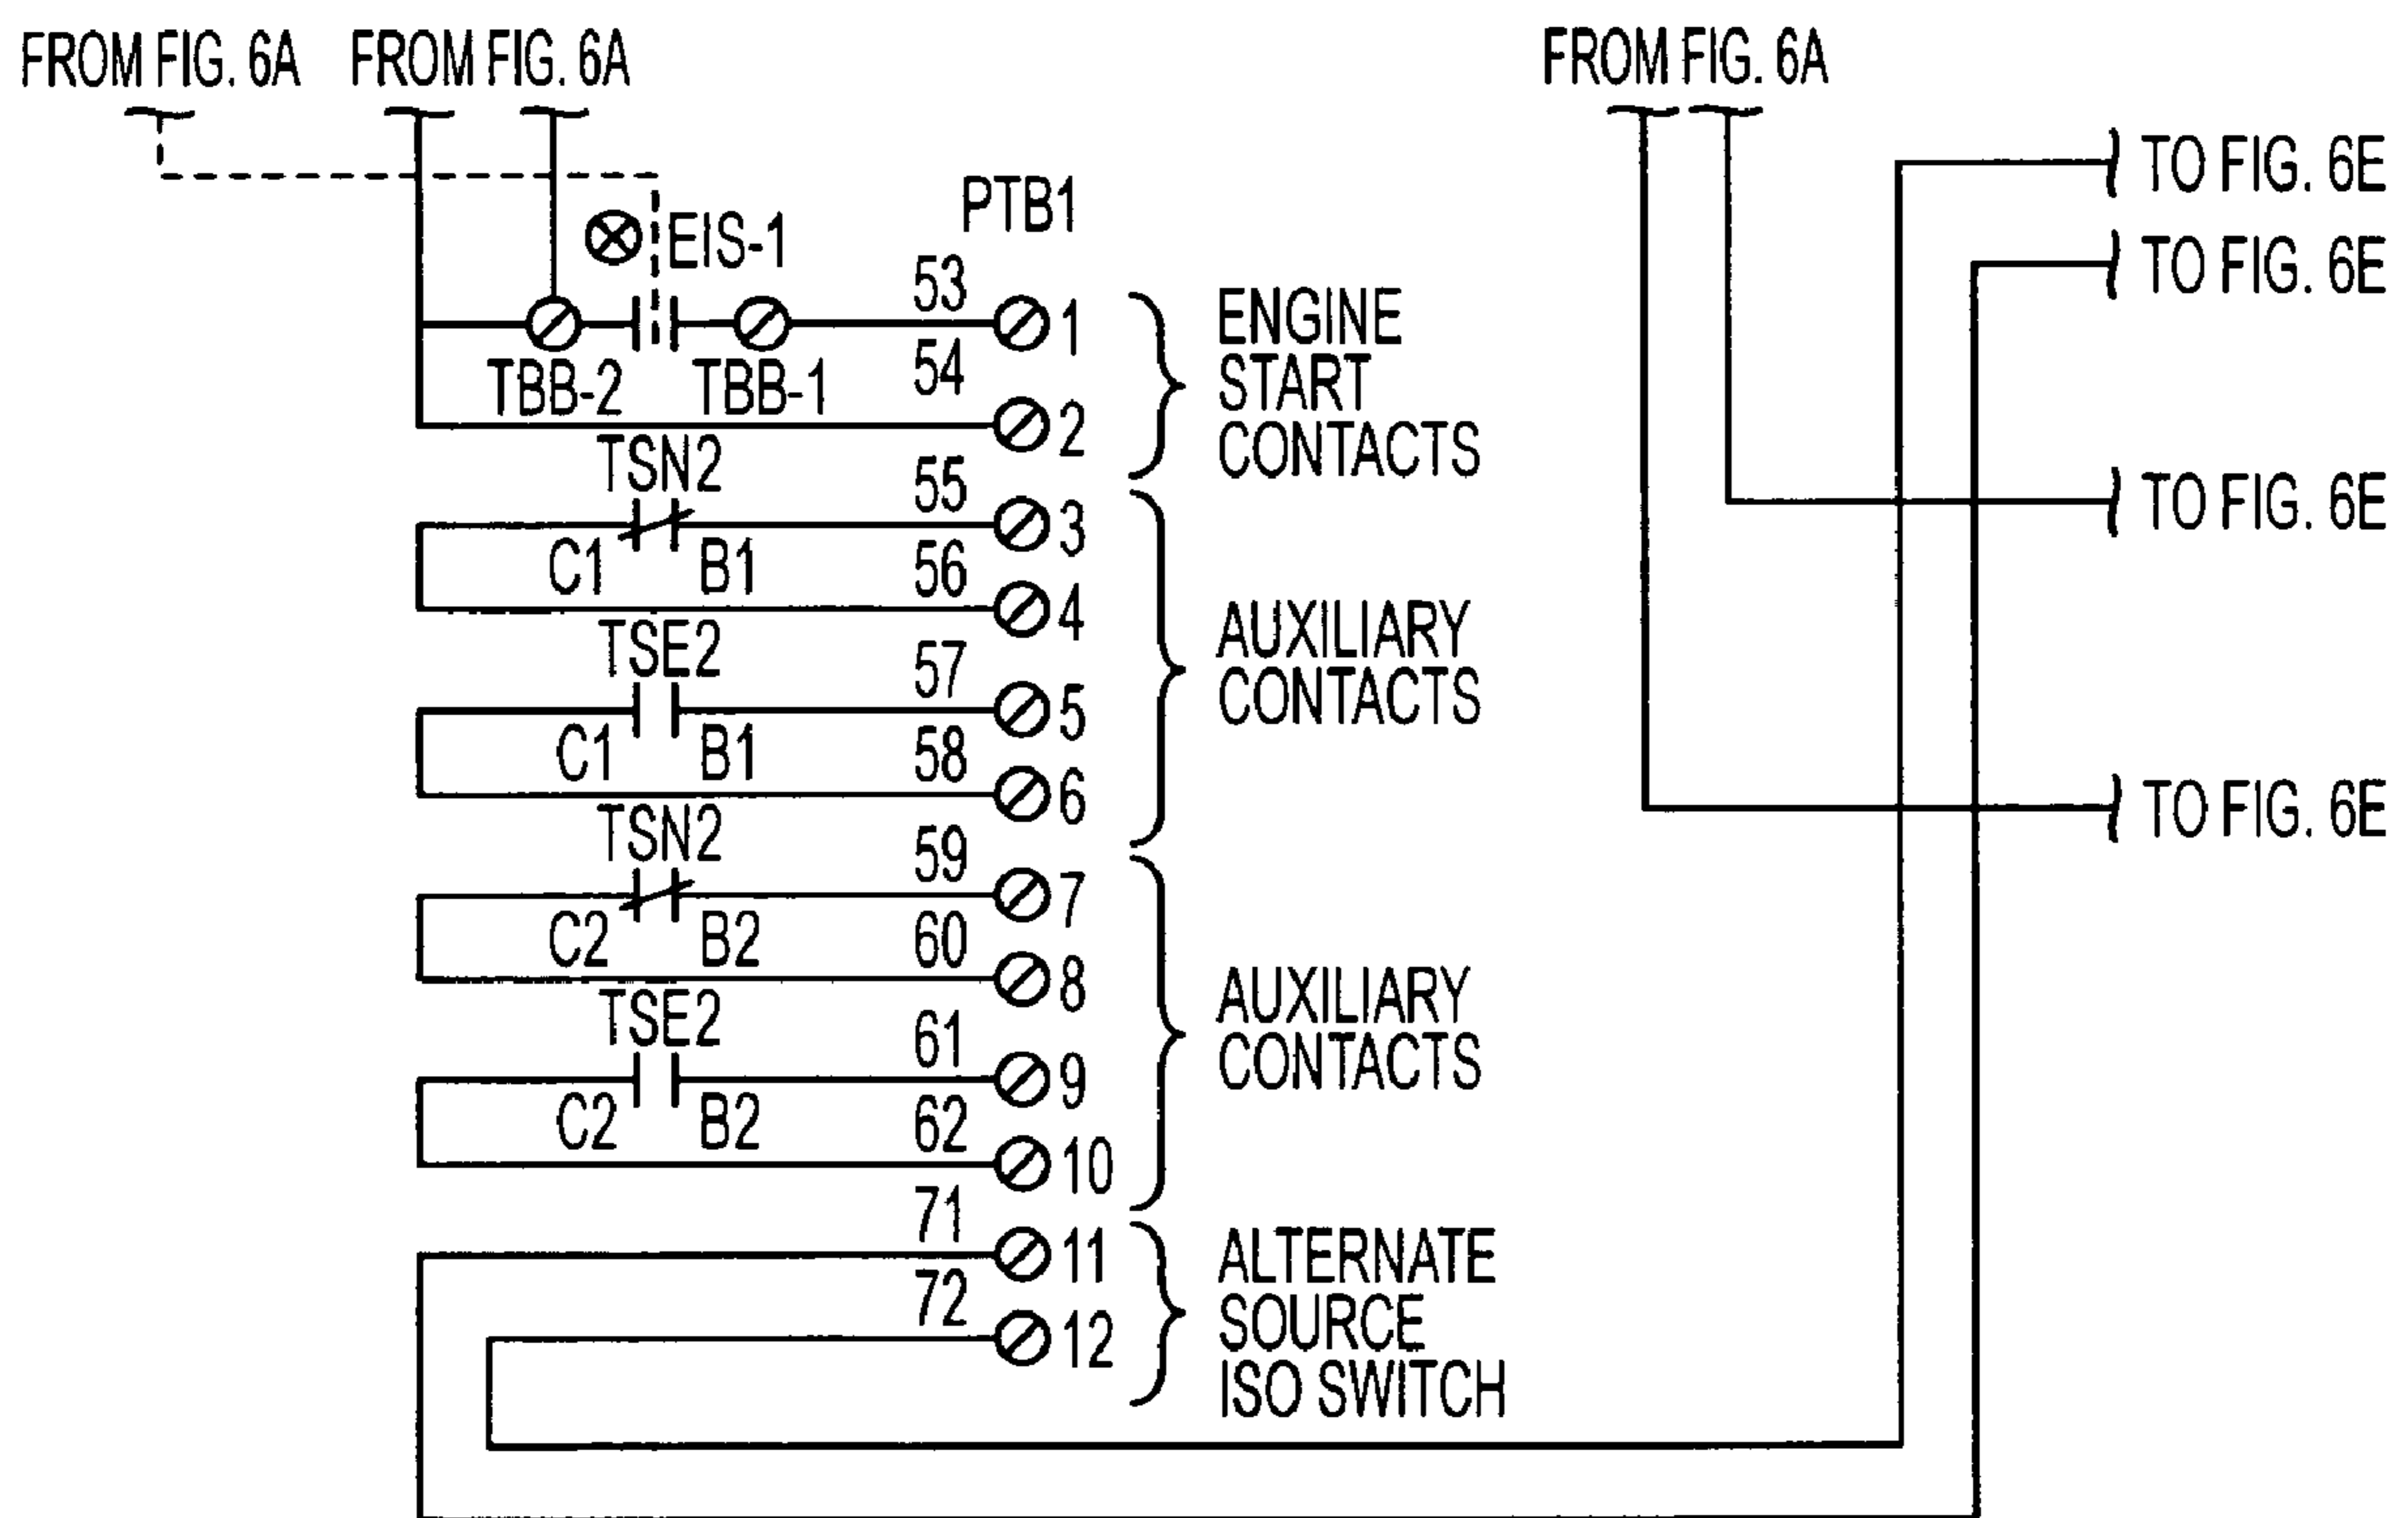 FROM FIG. 6A
FROM FIG. 6A
FROM FIG. 6A
TO FIG. 6E
TO FIG. 6E
TO FIG. 6E
TO FIG. 6E
PTB1
EIS-1
TBB-2
TBB-1
53
1
54
2
ENGINE
START
CONTACTS
TSN2
C1
B1
55
3
56
4
TSE2
C1
B1
57
5
58
6
AUXILIARY
CONTACTS
TSN2
C2
B2
59
7
60
8
TSE2
C2
B2
61
9
62
10
AUXILIARY
CONTACTS
71
11
72
12
ALTERNATE
SOURCE
ISO SWITCH